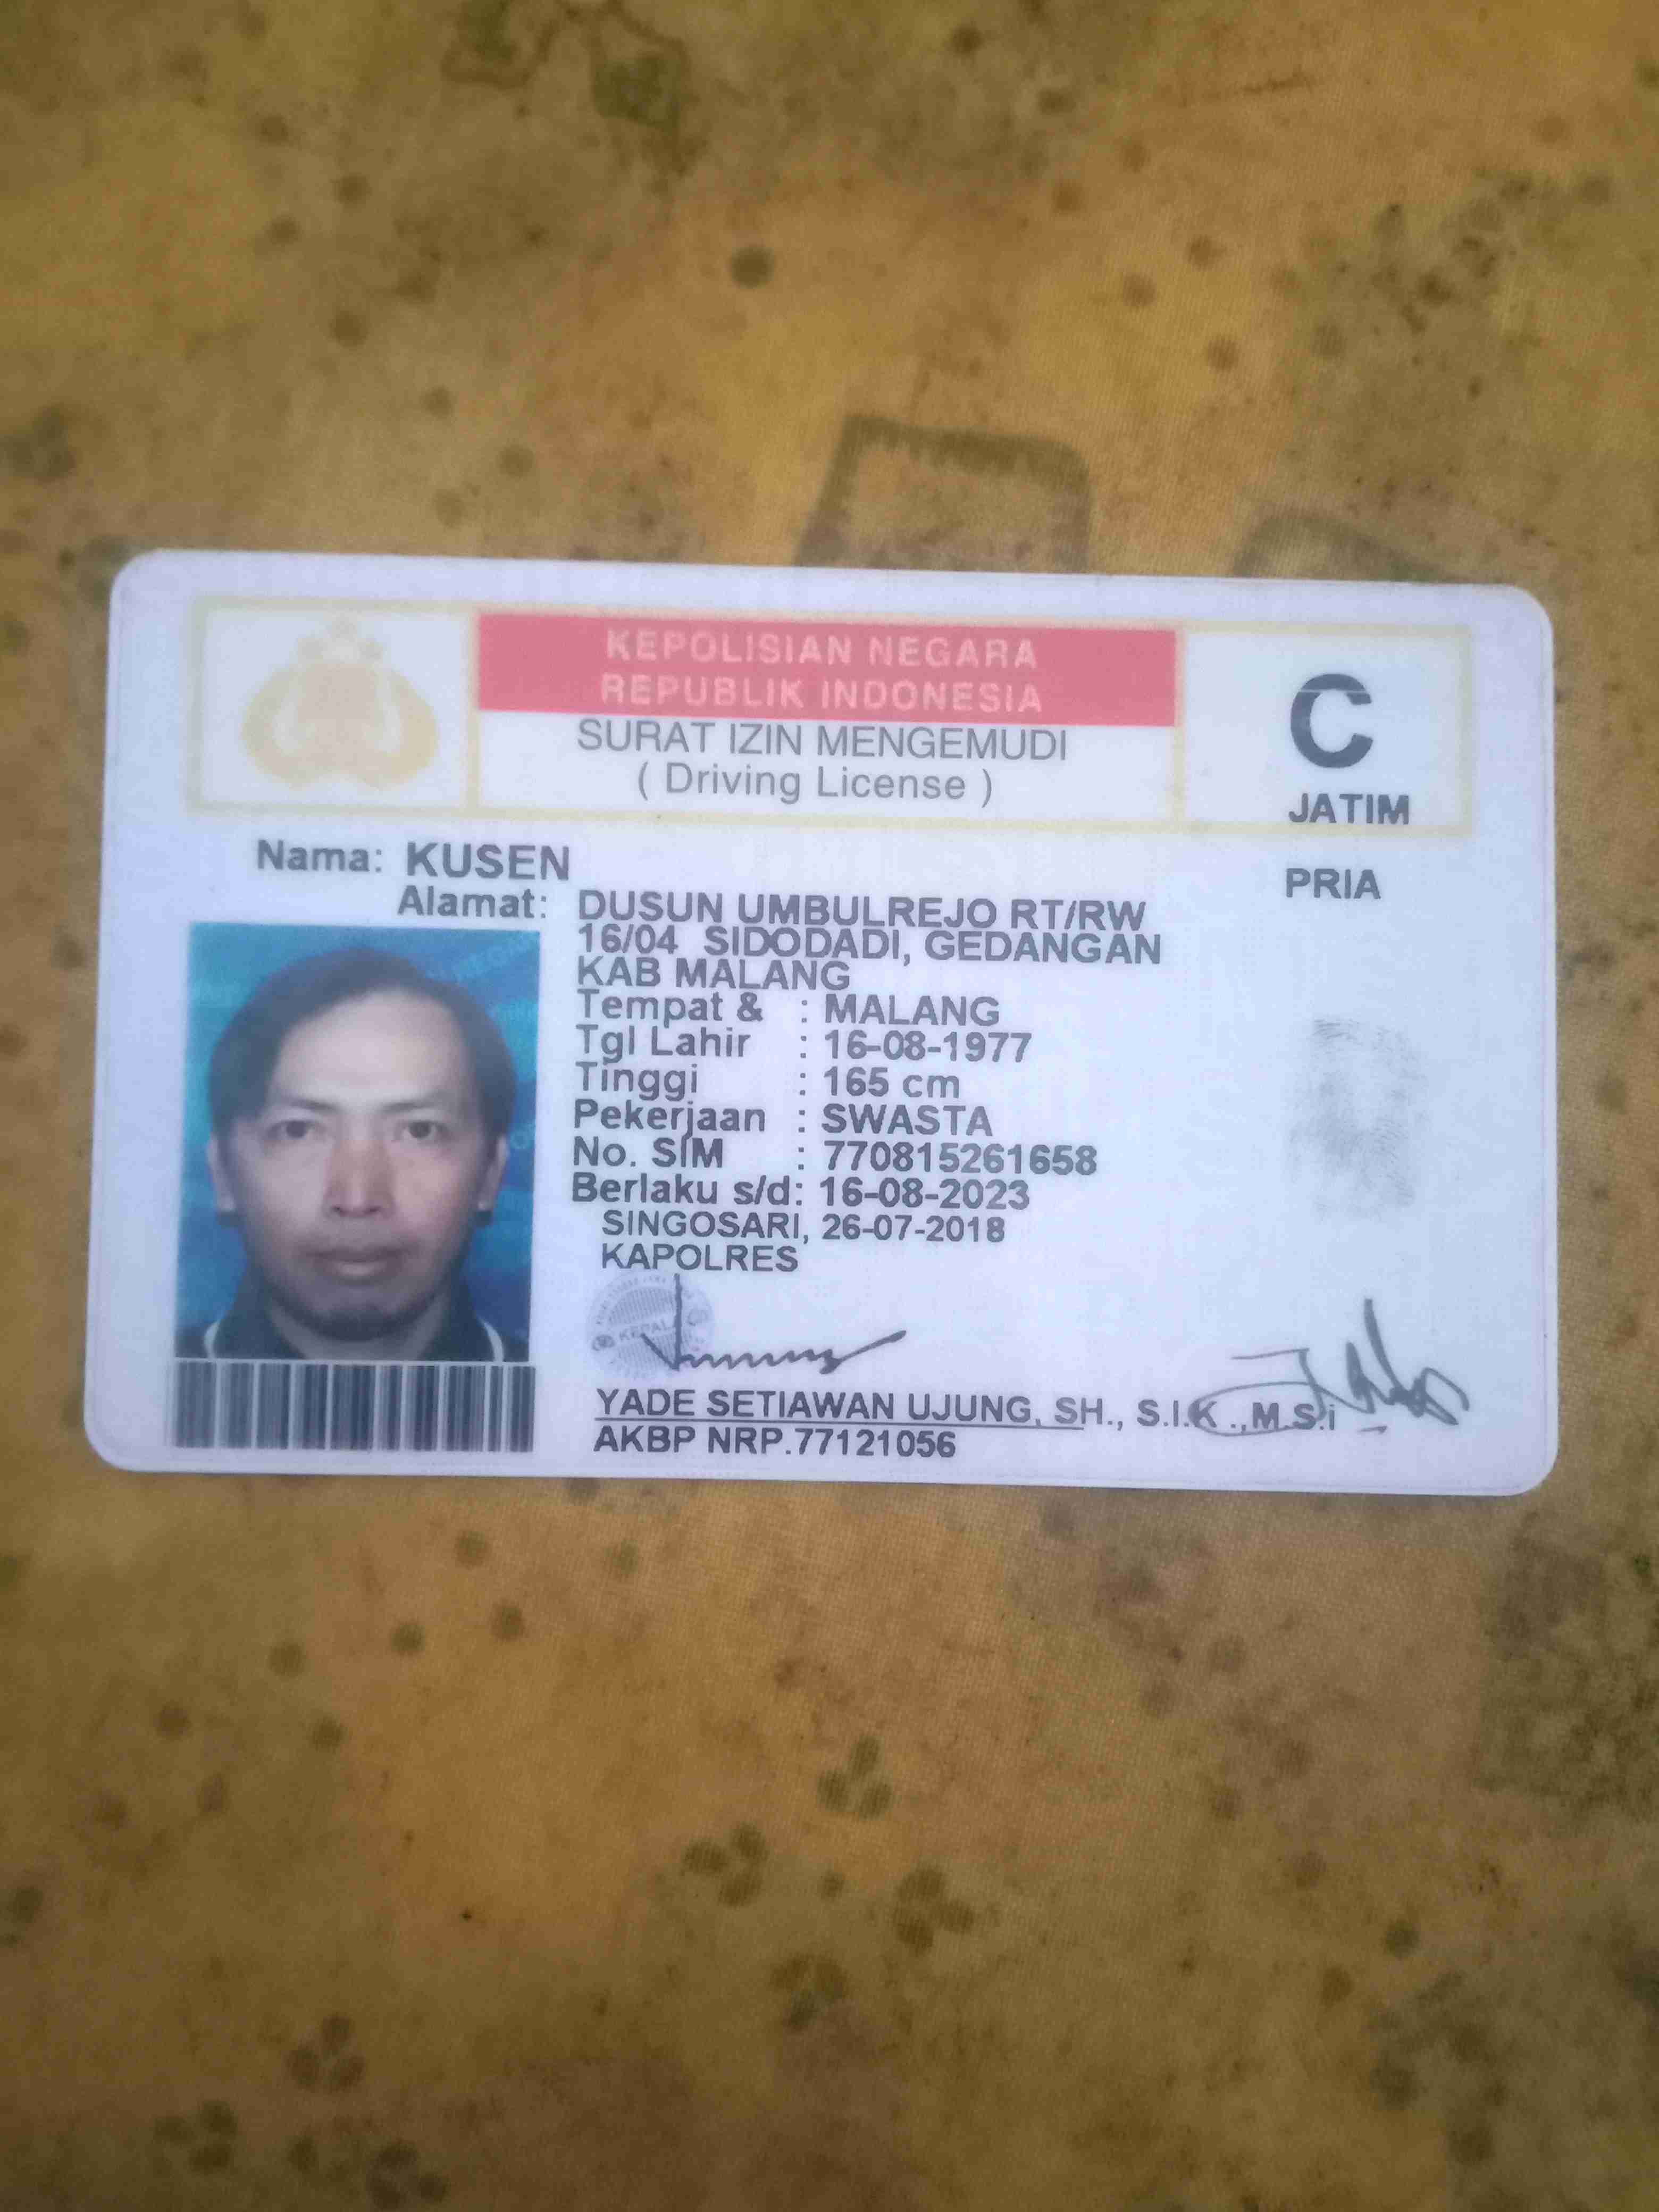 KEPOLISIAN NEGARA
REPUBLIK INDONESIA
SURAT IZIN MENGEMUDI
( Driving License )
C
JATIM
Nama: KUSEN
PRIA
Alamat: DUSUN UMBULREJO RT/RW
16/04 SIDODADI, GEDANGAN
KAB MALANG
Tempat & : MALANG
Tgl Lahir : 16-08-1977
Tinggi : 165 cm
Pekerjaan : SWASTA
No. SIM : 770815261658
Berlaku s/d: 16-08-2023
SINGOSARI, 26-07-2018
KAPOLRES
KEPALA
YADE SETIAWAN UJUNG, SH., S.I.K .,M.S.i
AKBP NRP.77121056